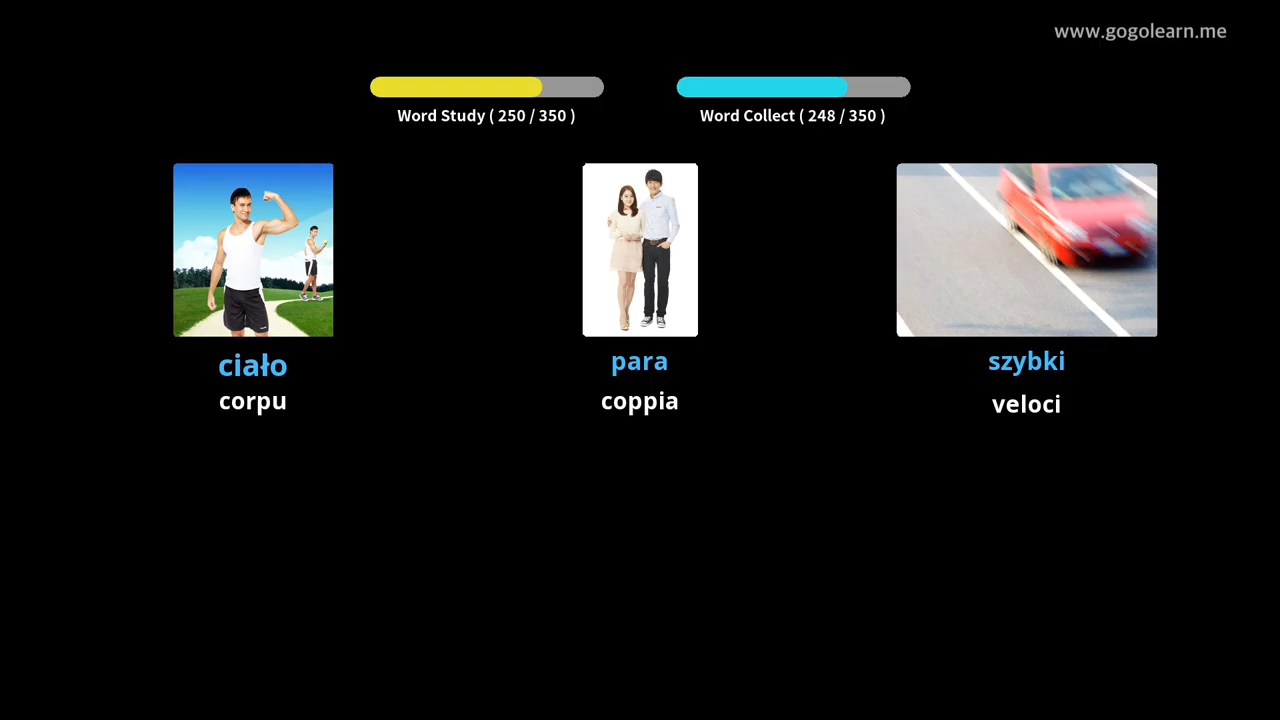 www.gogolearn.me
Word Study ( 250 / 350 )
Word Collect ( 248 / 350 )
ciało
corpu
para
coppia
szybki
veloci